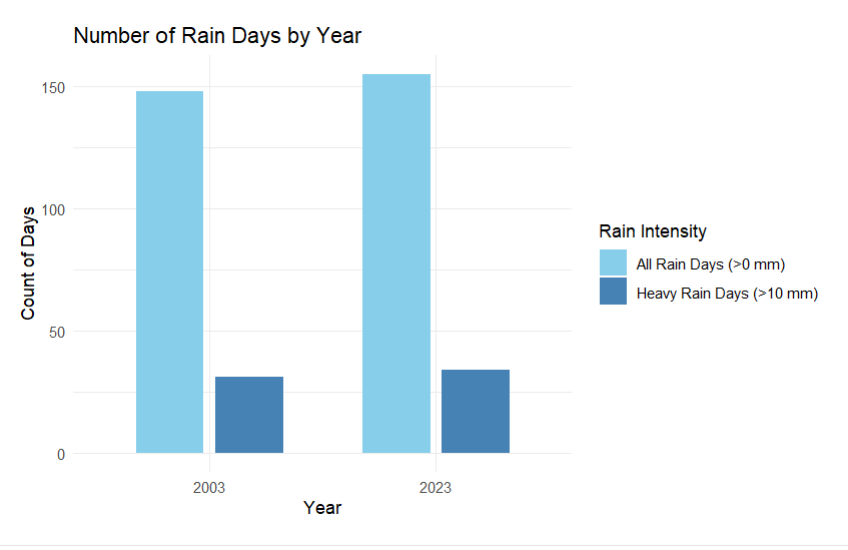 Number of Rain Days by Year
150
100
50
0
Count of Days
2003
2023
Year
Rain Intensity
All Rain Days (>0 mm)
Heavy Rain Days (>10 mm)